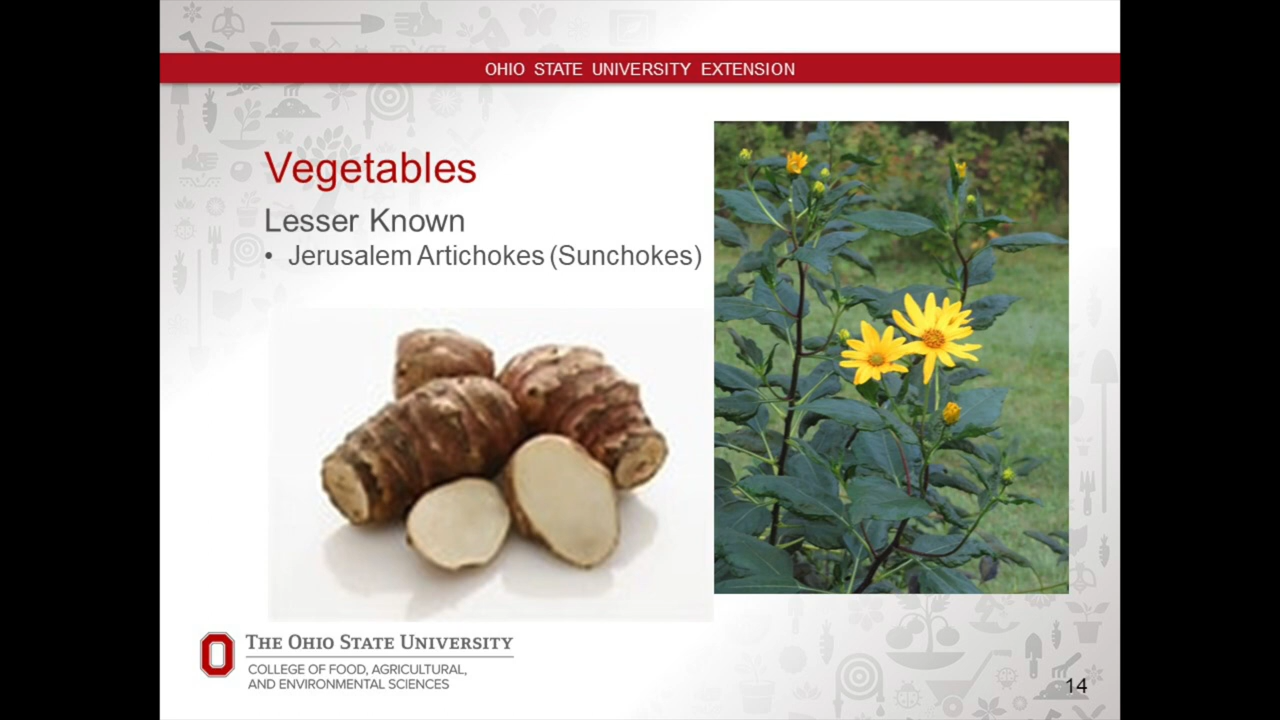 OHIO STATE UNIVERSITY EXTENSION
Vegetables
Lesser Known
• Jerusalem Artichokes (Sunchokes)
THE OHIO STATE UNIVERSITY
COLLEGE OF FOOD, AGRICULTURAL,
AND ENVIRONMENTAL SCIENCES
14